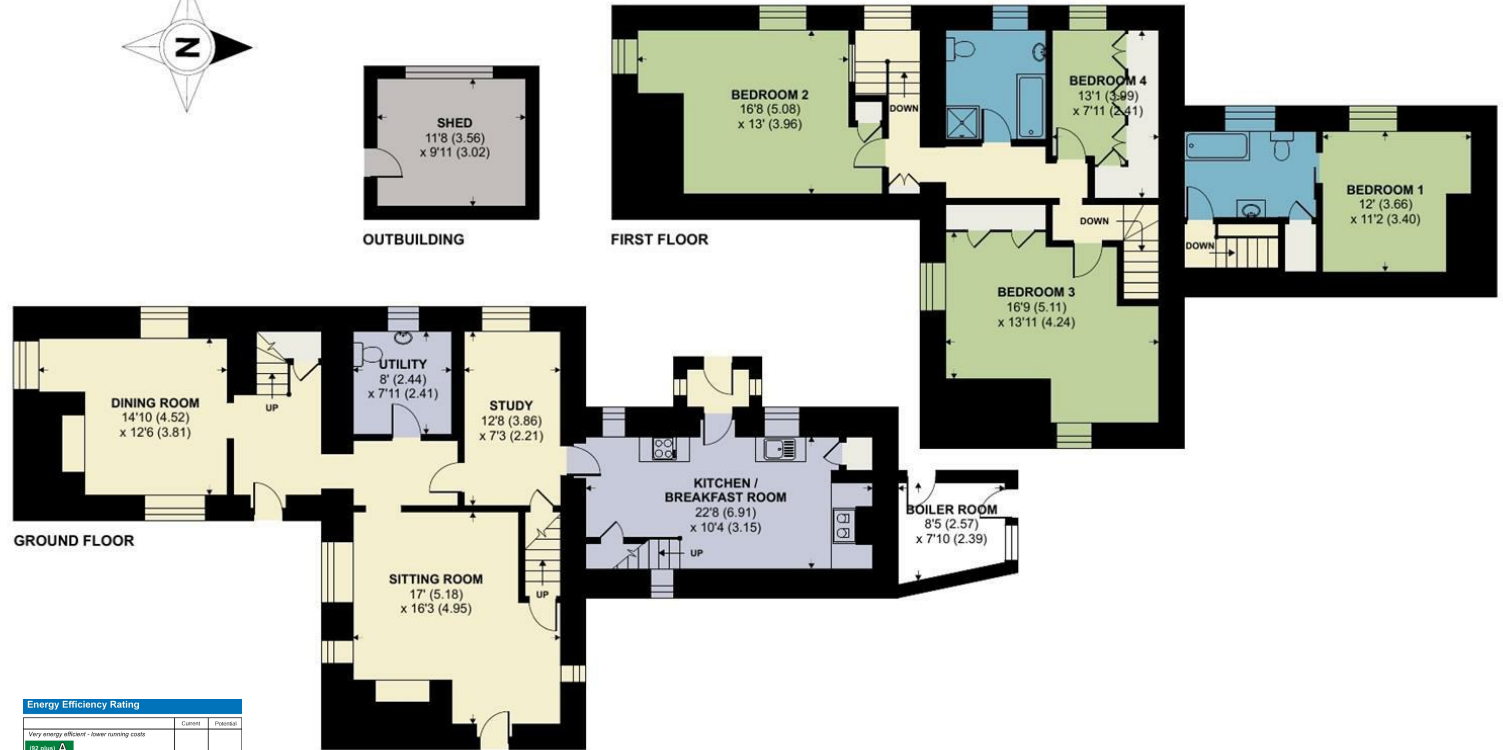 N
SHED
11'8 (3.56)
x 9'11 (3.02)
OUTBUILDING
BEDROOM 2
16'8 (5.08)
x 13' (3.96)
DOWN
BEDROOM 4
13'1 (3.99)
x 7'11 (2.41)
BEDROOM 1
12' (3.66)
x 11'2 (3.40)
DOWN
DOWN
FIRST FLOOR
BEDROOM 3
16'9 (5.11)
x 13'11 (4.24)
DINING ROOM
14'10 (4.52)
x 12'6 (3.81)
UP
UTILITY
8' (2.44)
x 7'11 (2.41)
STUDY
12'8 (3.86)
x 7'3 (2.21)
KITCHEN /
BREAKFAST ROOM
22'8 (6.91)
x 10'4 (3.15)
UP
BOILER ROOM
8'5 (2.57)
x 7'10 (2.39)
GROUND FLOOR
SITTING ROOM
17' (5.18)
x 16'3 (4.95)
UP
Energy Efficiency Rating
Current Potential
Very energy efficient - lower running costs
(92 plus) A